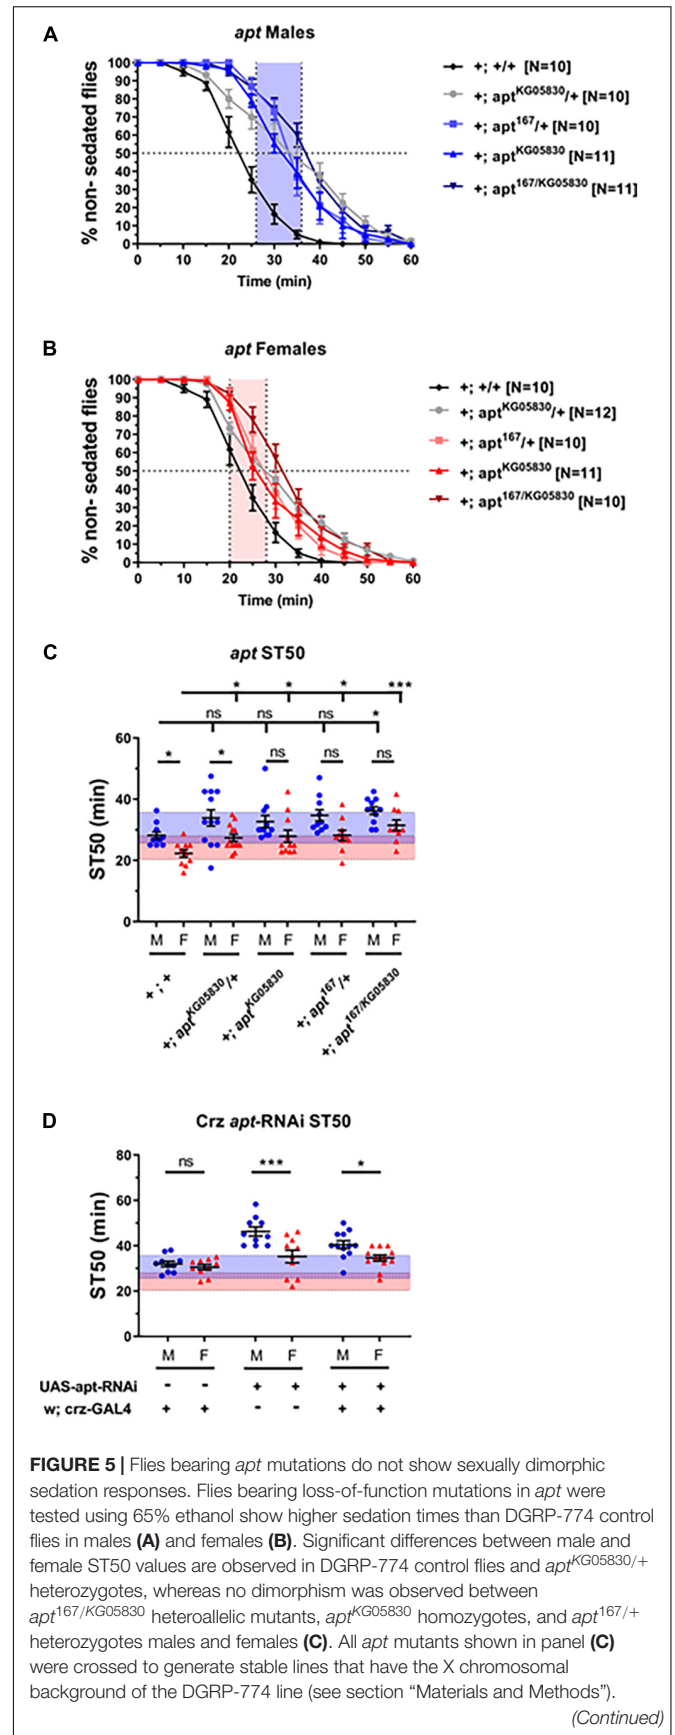 A
apt Males
% non- sedated flies
100
90
80
70
60
50
40
30
20
10
0
0 10 20 30 40 50 60
Time (min)
+; +/+ [N=10]
+; apt^KG05830/+ [N=10]
+; apt^167/+ [N=10]
+; apt^KG05830 [N=11]
+; apt^167/KG05830 [N=11]
B
apt Females
% non- sedated flies
100
90
80
70
60
50
40
30
20
10
0
0 10 20 30 40 50 60
Time (min)
+; +/+ [N=10]
+; apt^KG05830/+ [N=12]
+; apt^167/+ [N=10]
+; apt^KG05830 [N=11]
+; apt^167/KG05830 [N=10]
C
apt ST50
* * * ***
ns ns ns *
* * ns ns ns
ST50 (min)
60
40
20
0
M F M F M F M F M F
+ ; +
+; apt^KG05830/+
+; apt^KG05830
+; apt^167/+
+; apt^167/KG05830
D
Crz apt-RNAi ST50
ns *** *
ST50 (min)
80
60
40
20
0
M F M F M F
UAS-apt-RNAi - - + + + +
w; crz-GAL4 + + - - + +
FIGURE 5 | Flies bearing apt mutations do not show sexually dimorphic
sedation responses. Flies bearing loss-of-function mutations in apt were
tested using 65% ethanol show higher sedation times than DGRP-774 control
flies in males (A) and females (B). Significant differences between male and
female ST50 values are observed in DGRP-774 control flies and apt^KG05830/+
heterozygotes, whereas no dimorphism was observed between
apt^167/KG05830 heteroallelic mutants, apt^KG05830 homozygotes, and apt^167/+
heterozygotes males and females (C). All apt mutants shown in panel (C)
were crossed to generate stable lines that have the X chromosomal
background of the DGRP-774 line (see section “Materials and Methods”).
(Continued)